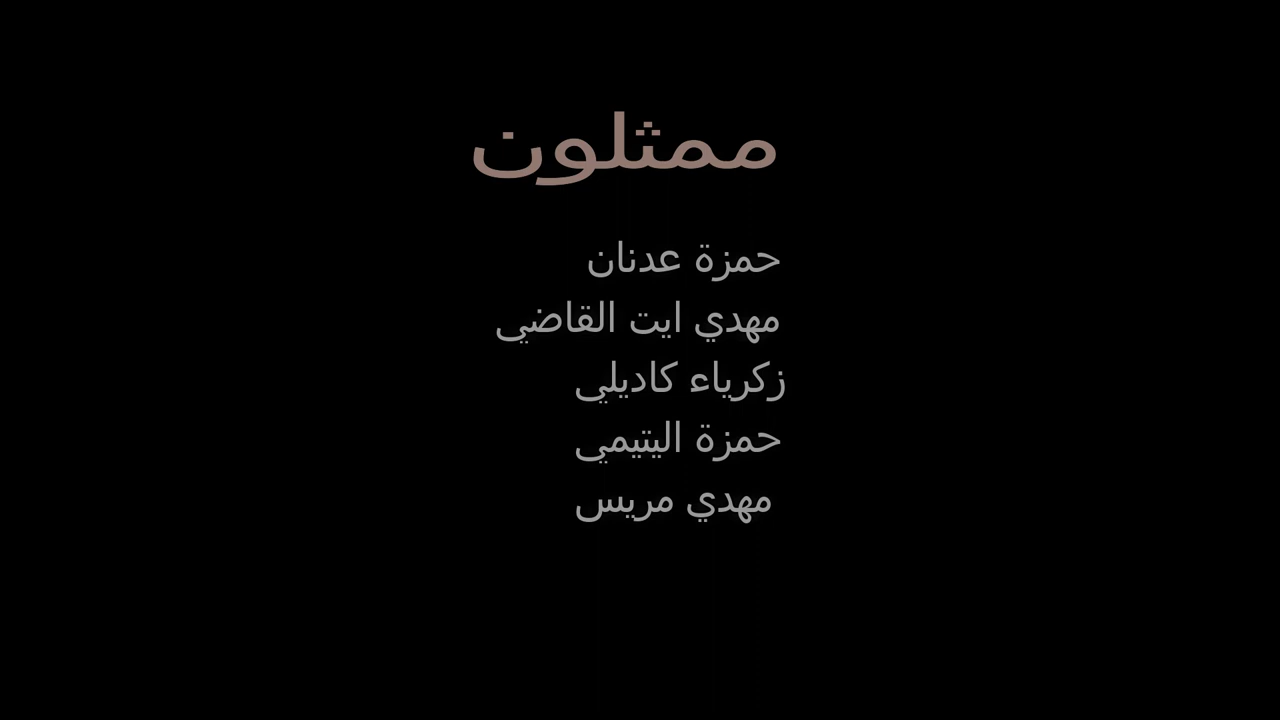 ممثلون
حمزة عدنان
مهدي ايت القاضي
زكرياء كاديلي
حمزة اليتيمي
مهدي مريس